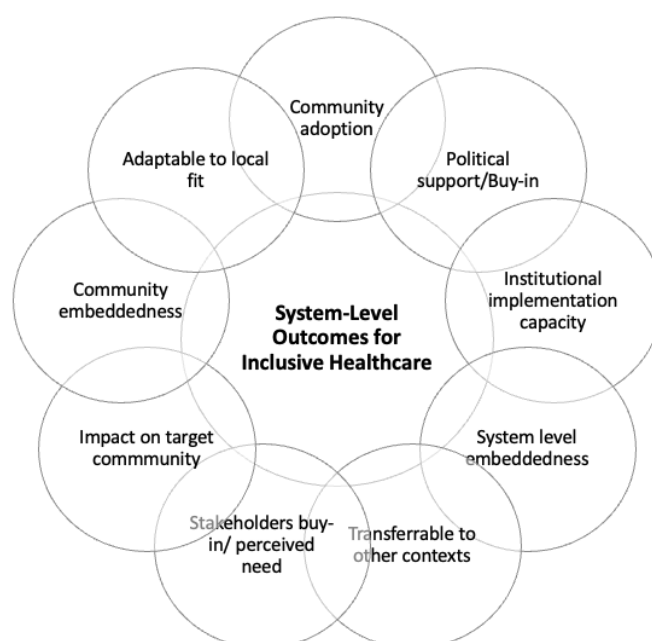 Community
adoption
Political
support/Buy-in
Institutional
implementation
capacity
System level
embeddedness
Transferrable to
other contexts
Stakeholders buy-
in/ perceived
need
Impact on target
commmunity
Community
embeddedness
Adaptable to local
fit
System-Level
Outcomes for
Inclusive Healthcare